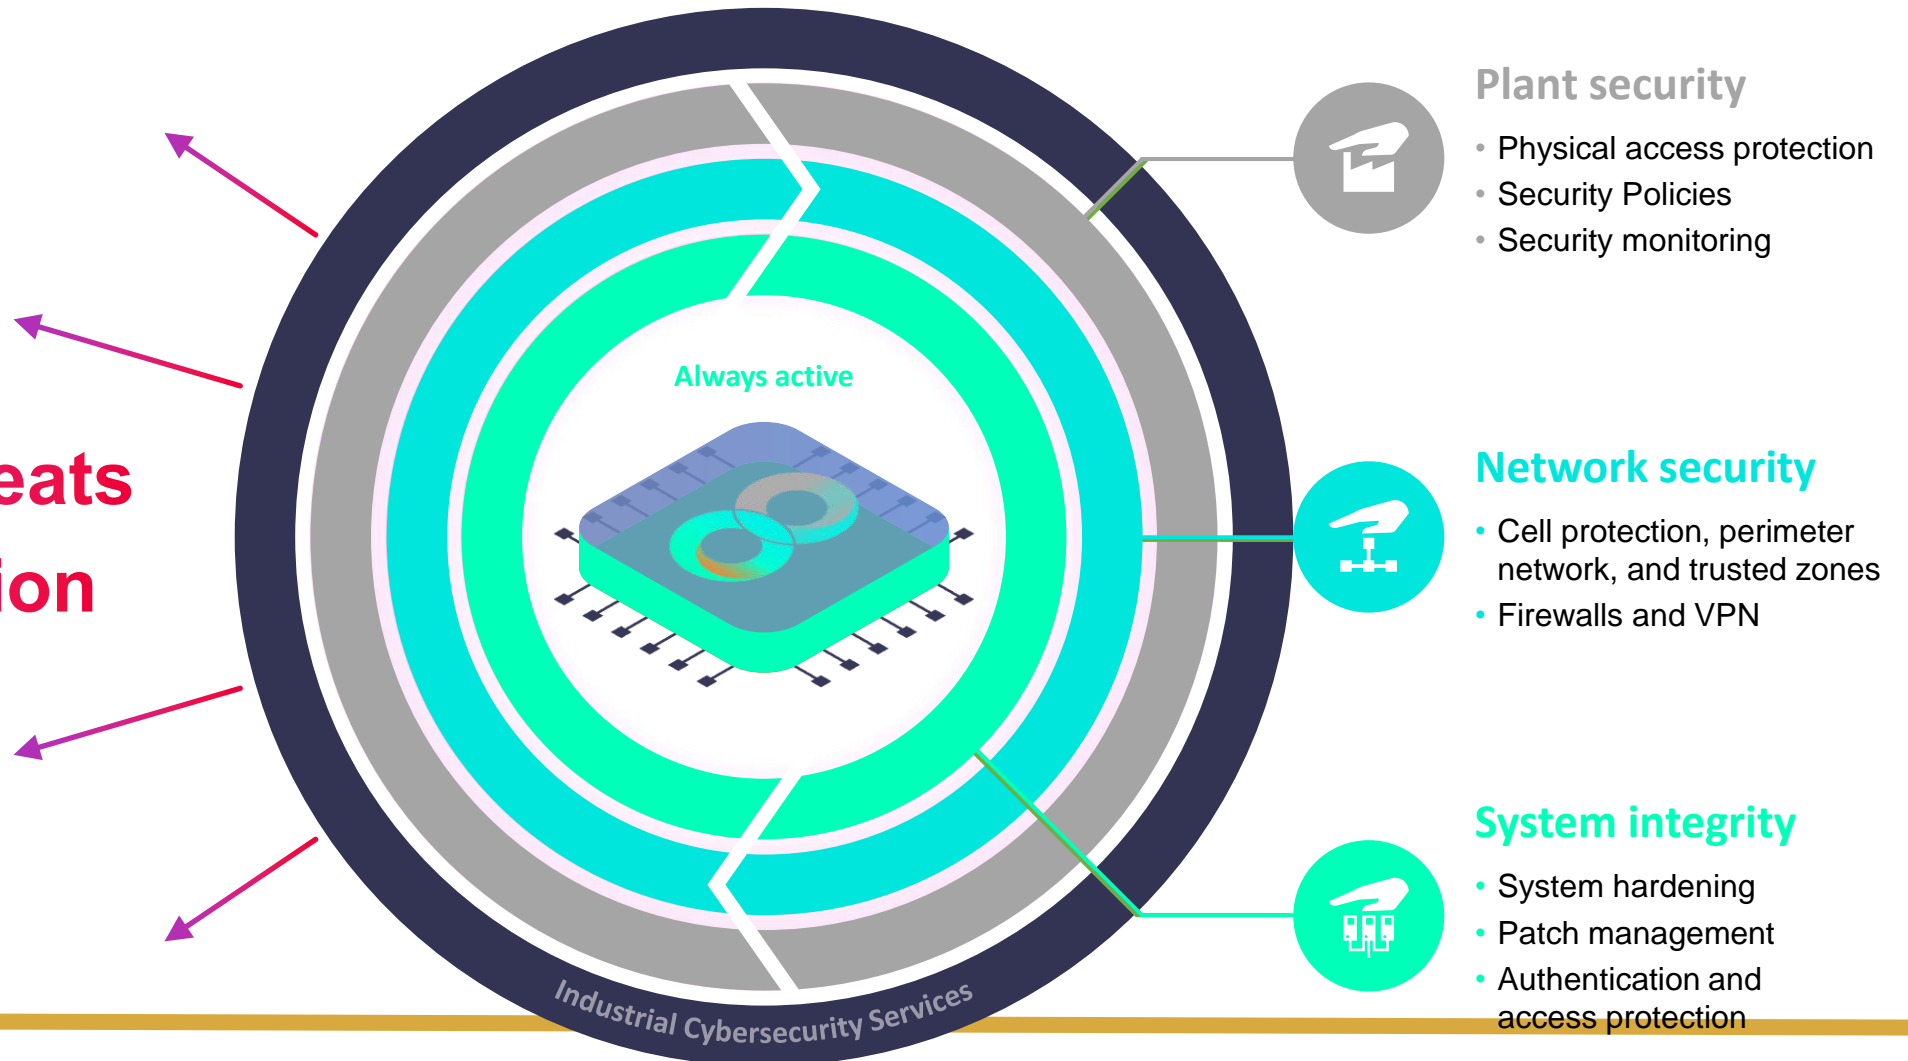 Plant security
• Physical access protection
• Security Policies
• Security monitoring
Always active
eats
ion
Network security
• Cell protection, perimeter
network, and trusted zones
• Firewalls and VPN
System integrity
• System hardening
• Patch management
• Authentication and
access protection
Industrial Cybersecurity Services